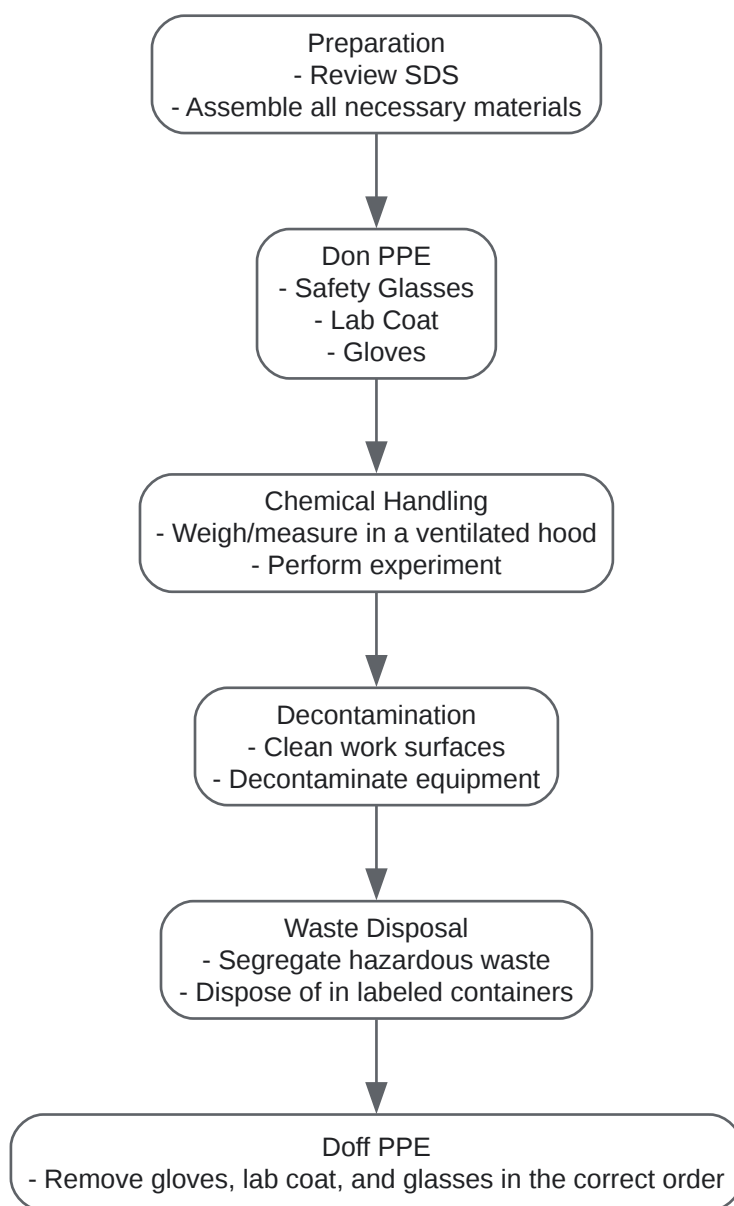 Preparation
- Review SDS
- Assemble all necessary materials
Don PPE
- Safety Glasses
- Lab Coat
- Gloves
Chemical Handling
- Weigh/measure in a ventilated hood
- Perform experiment
Decontamination
- Clean work surfaces
- Decontaminate equipment
Waste Disposal
- Segregate hazardous waste
- Dispose of in labeled containers
Doff PPE
- Remove gloves, lab coat, and glasses in the correct order